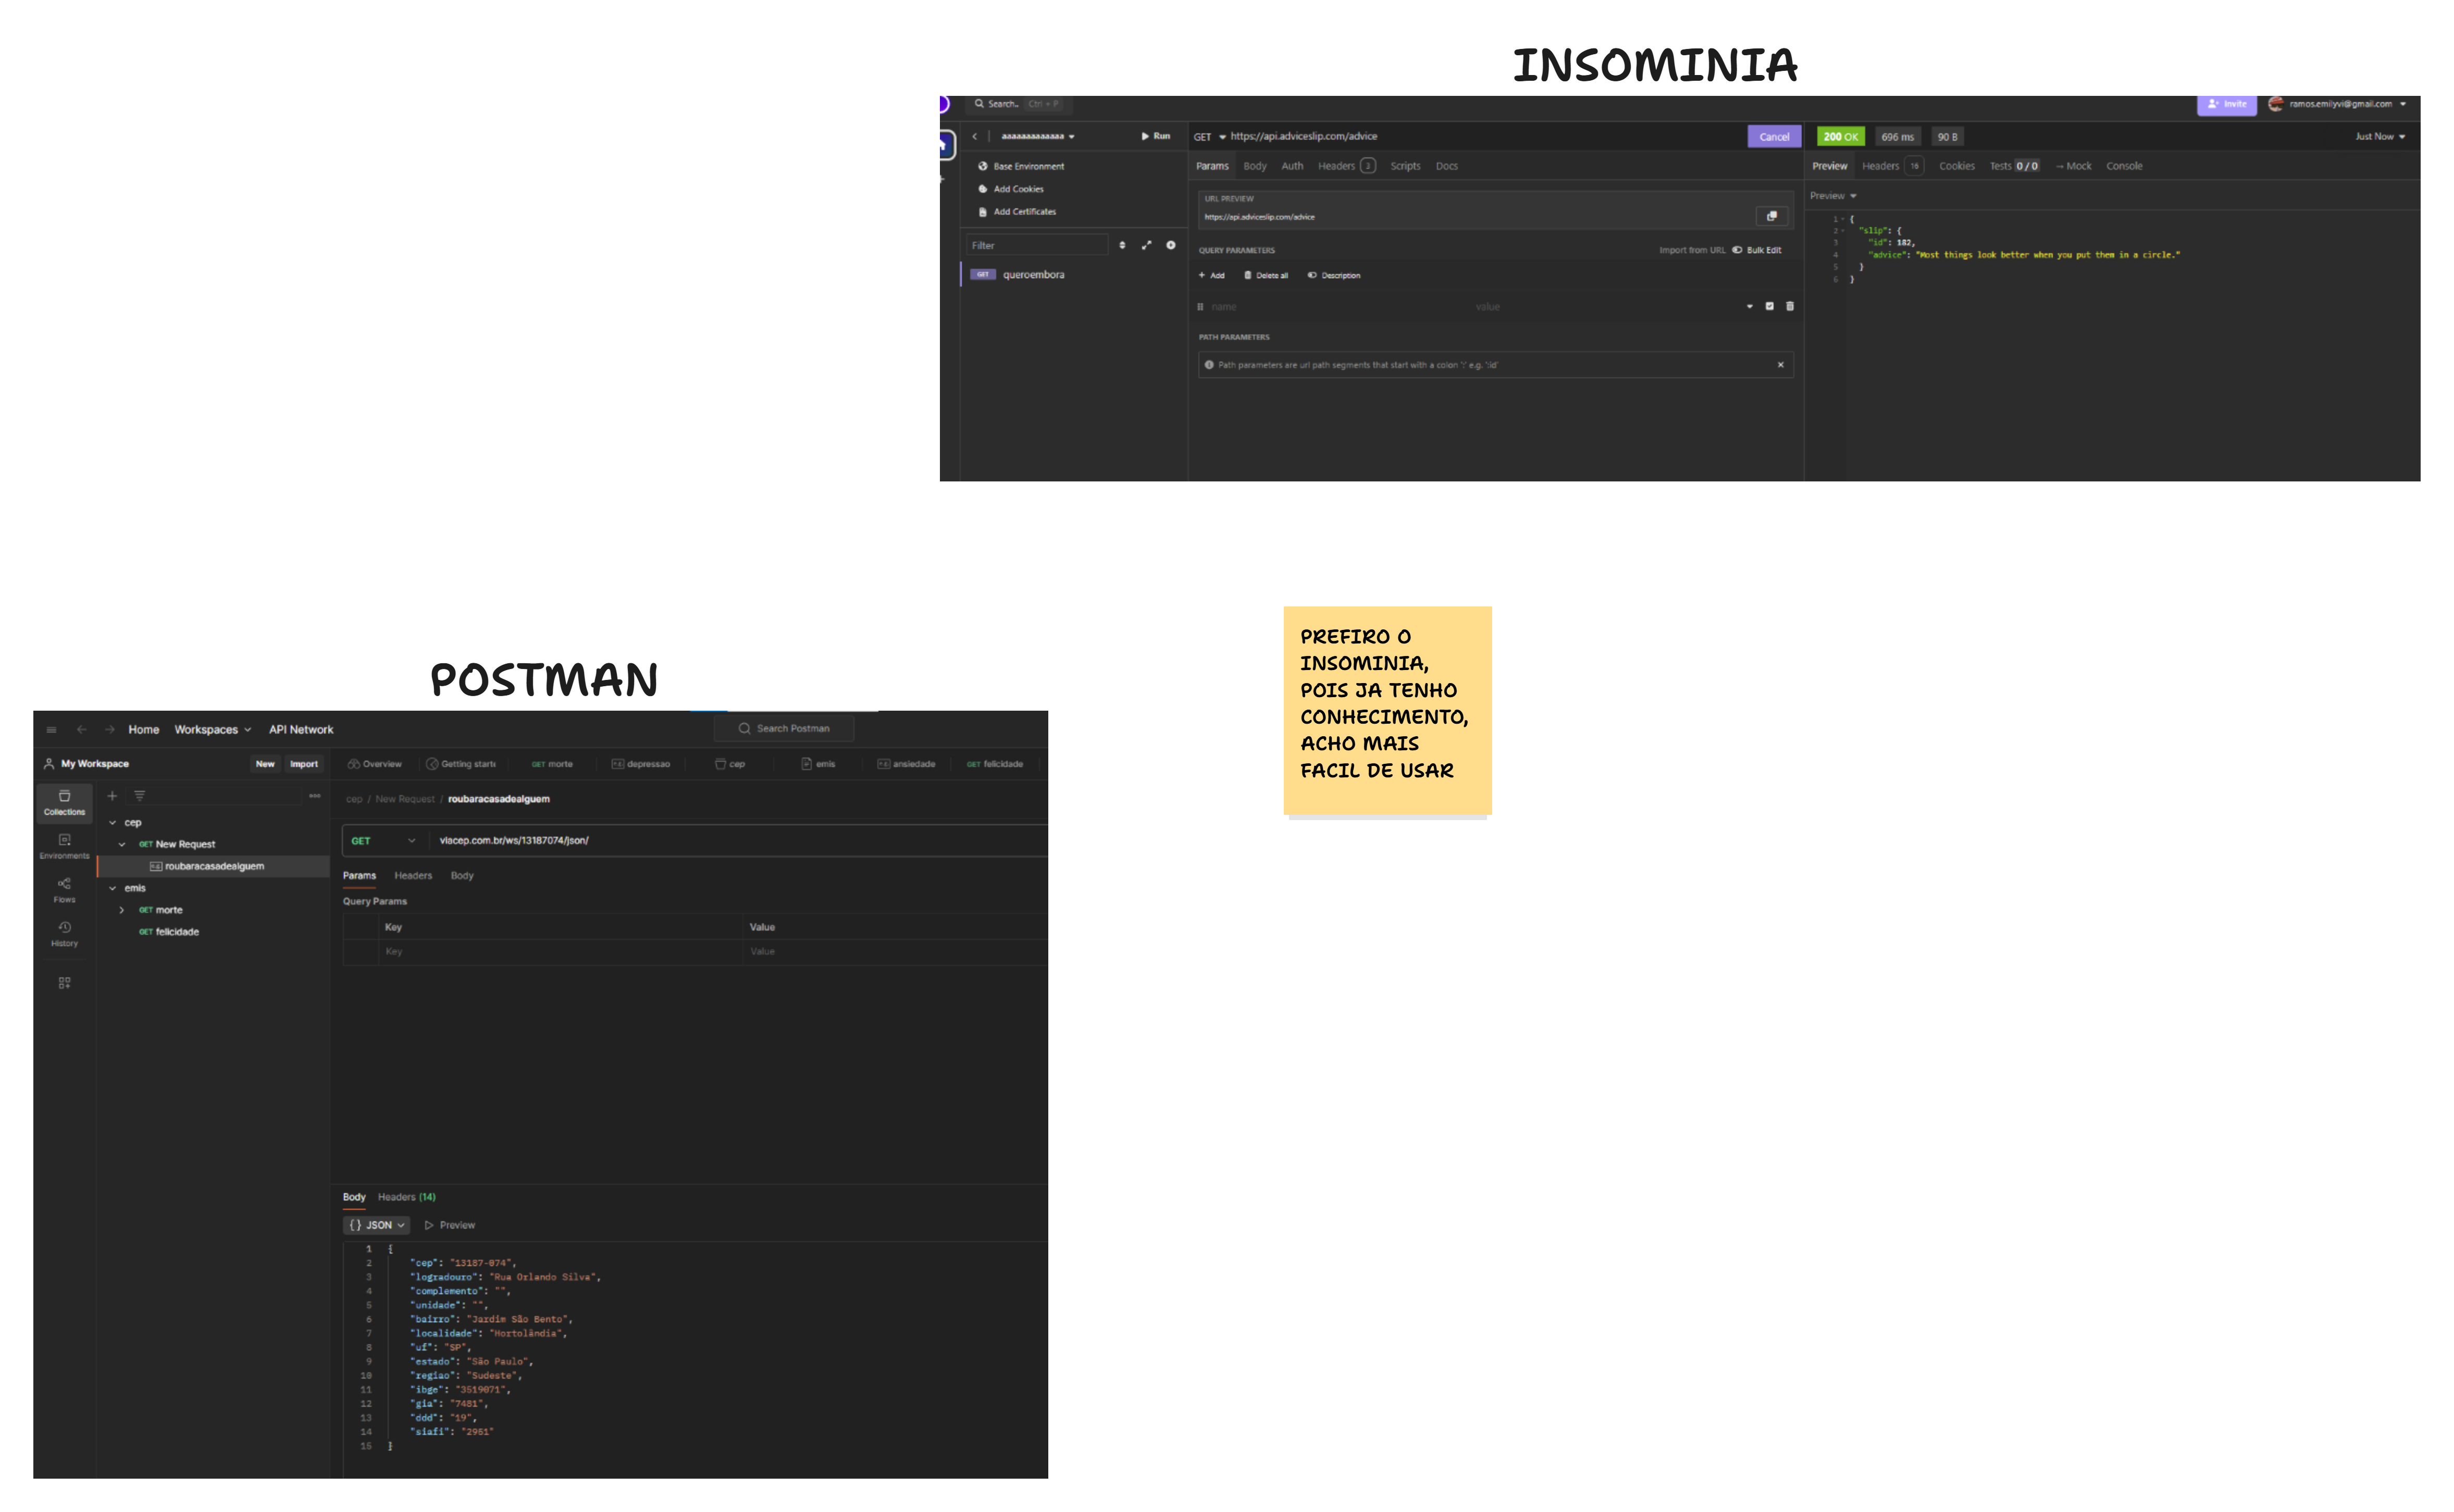 INSOMINIA
Search.. Ctrl + P
Invite
ramos.emilyvi@gmail.com
aaaaaaaaaaaaa
Run
Base Environment
Add Cookies
Add Certificates
Filter
GET queroembora
GET https://api.adviceslip.com/advice
Cancel
Params Body Auth Headers 3 Scripts Docs
URL PREVIEW
https://api.adviceslip.com/advice
QUERY PARAMETERS
Import from URL Bulk Edit
+ Add Delete all Description
name value
PATH PARAMETERS
Path parameters are url path segments that start with a colon ':' e.g. ':id'
200 OK 696 ms 90 B
Just Now
Preview Headers 16 Cookies Tests 0 / 0 → Mock Console
Preview
1 {
2 "slip": {
3 "id": 182,
4 "advice": "Most things look better when you put them in a circle."
5 }
6 }
PREFIRO O
INSOMINIA,
POIS JA TENHO
CONHECIMENTO,
ACHO MAIS
FACIL DE USAR
POSTMAN
Home Workspaces API Network
Search Postman
My Workspace
New Import
Overview
Getting starte
GET morte
depressao
cep
emis
ansiedade
GET felicidade
Collections
Environments
Flows
History
cep
GET New Request
roubaracasadealguem
emis
GET morte
GET felicidade
cep / New Request / roubaracasadealguem
GET viacep.com.br/ws/13187074/json/
Params Headers Body
Query Params
Key Value
Key Value
Body Headers (14)
{} JSON Preview
1 {
2 "cep": "13187-074",
3 "logradouro": "Rua Orlando Silva",
4 "complemento": "",
5 "unidade": "",
6 "bairro": "Jardim São Bento",
7 "localidade": "Hortolândia",
8 "uf": "SP",
9 "estado": "São Paulo",
10 "regiao": "Sudeste",
11 "ibge": "3519071",
12 "gia": "7481",
13 "ddd": "19",
14 "siafi": "2951"
15 }